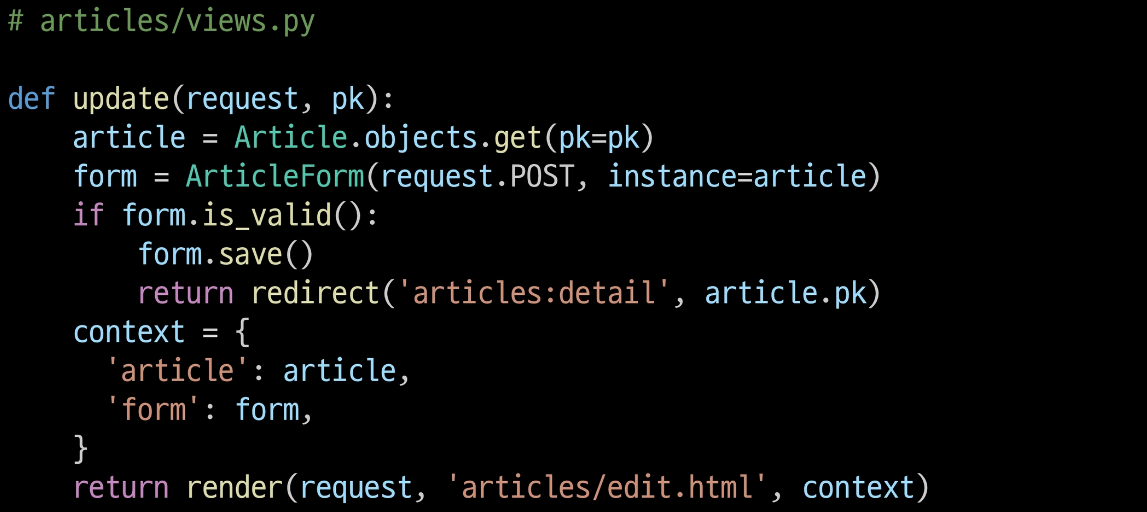 # articles/views.py

def update(request, pk):
    article = Article.objects.get(pk=pk)
    form = ArticleForm(request.POST, instance=article)
    if form.is_valid():
        form.save()
        return redirect('articles:detail', article.pk)
    context = {
      'article': article,
      'form': form,
    }
    return render(request, 'articles/edit.html', context)